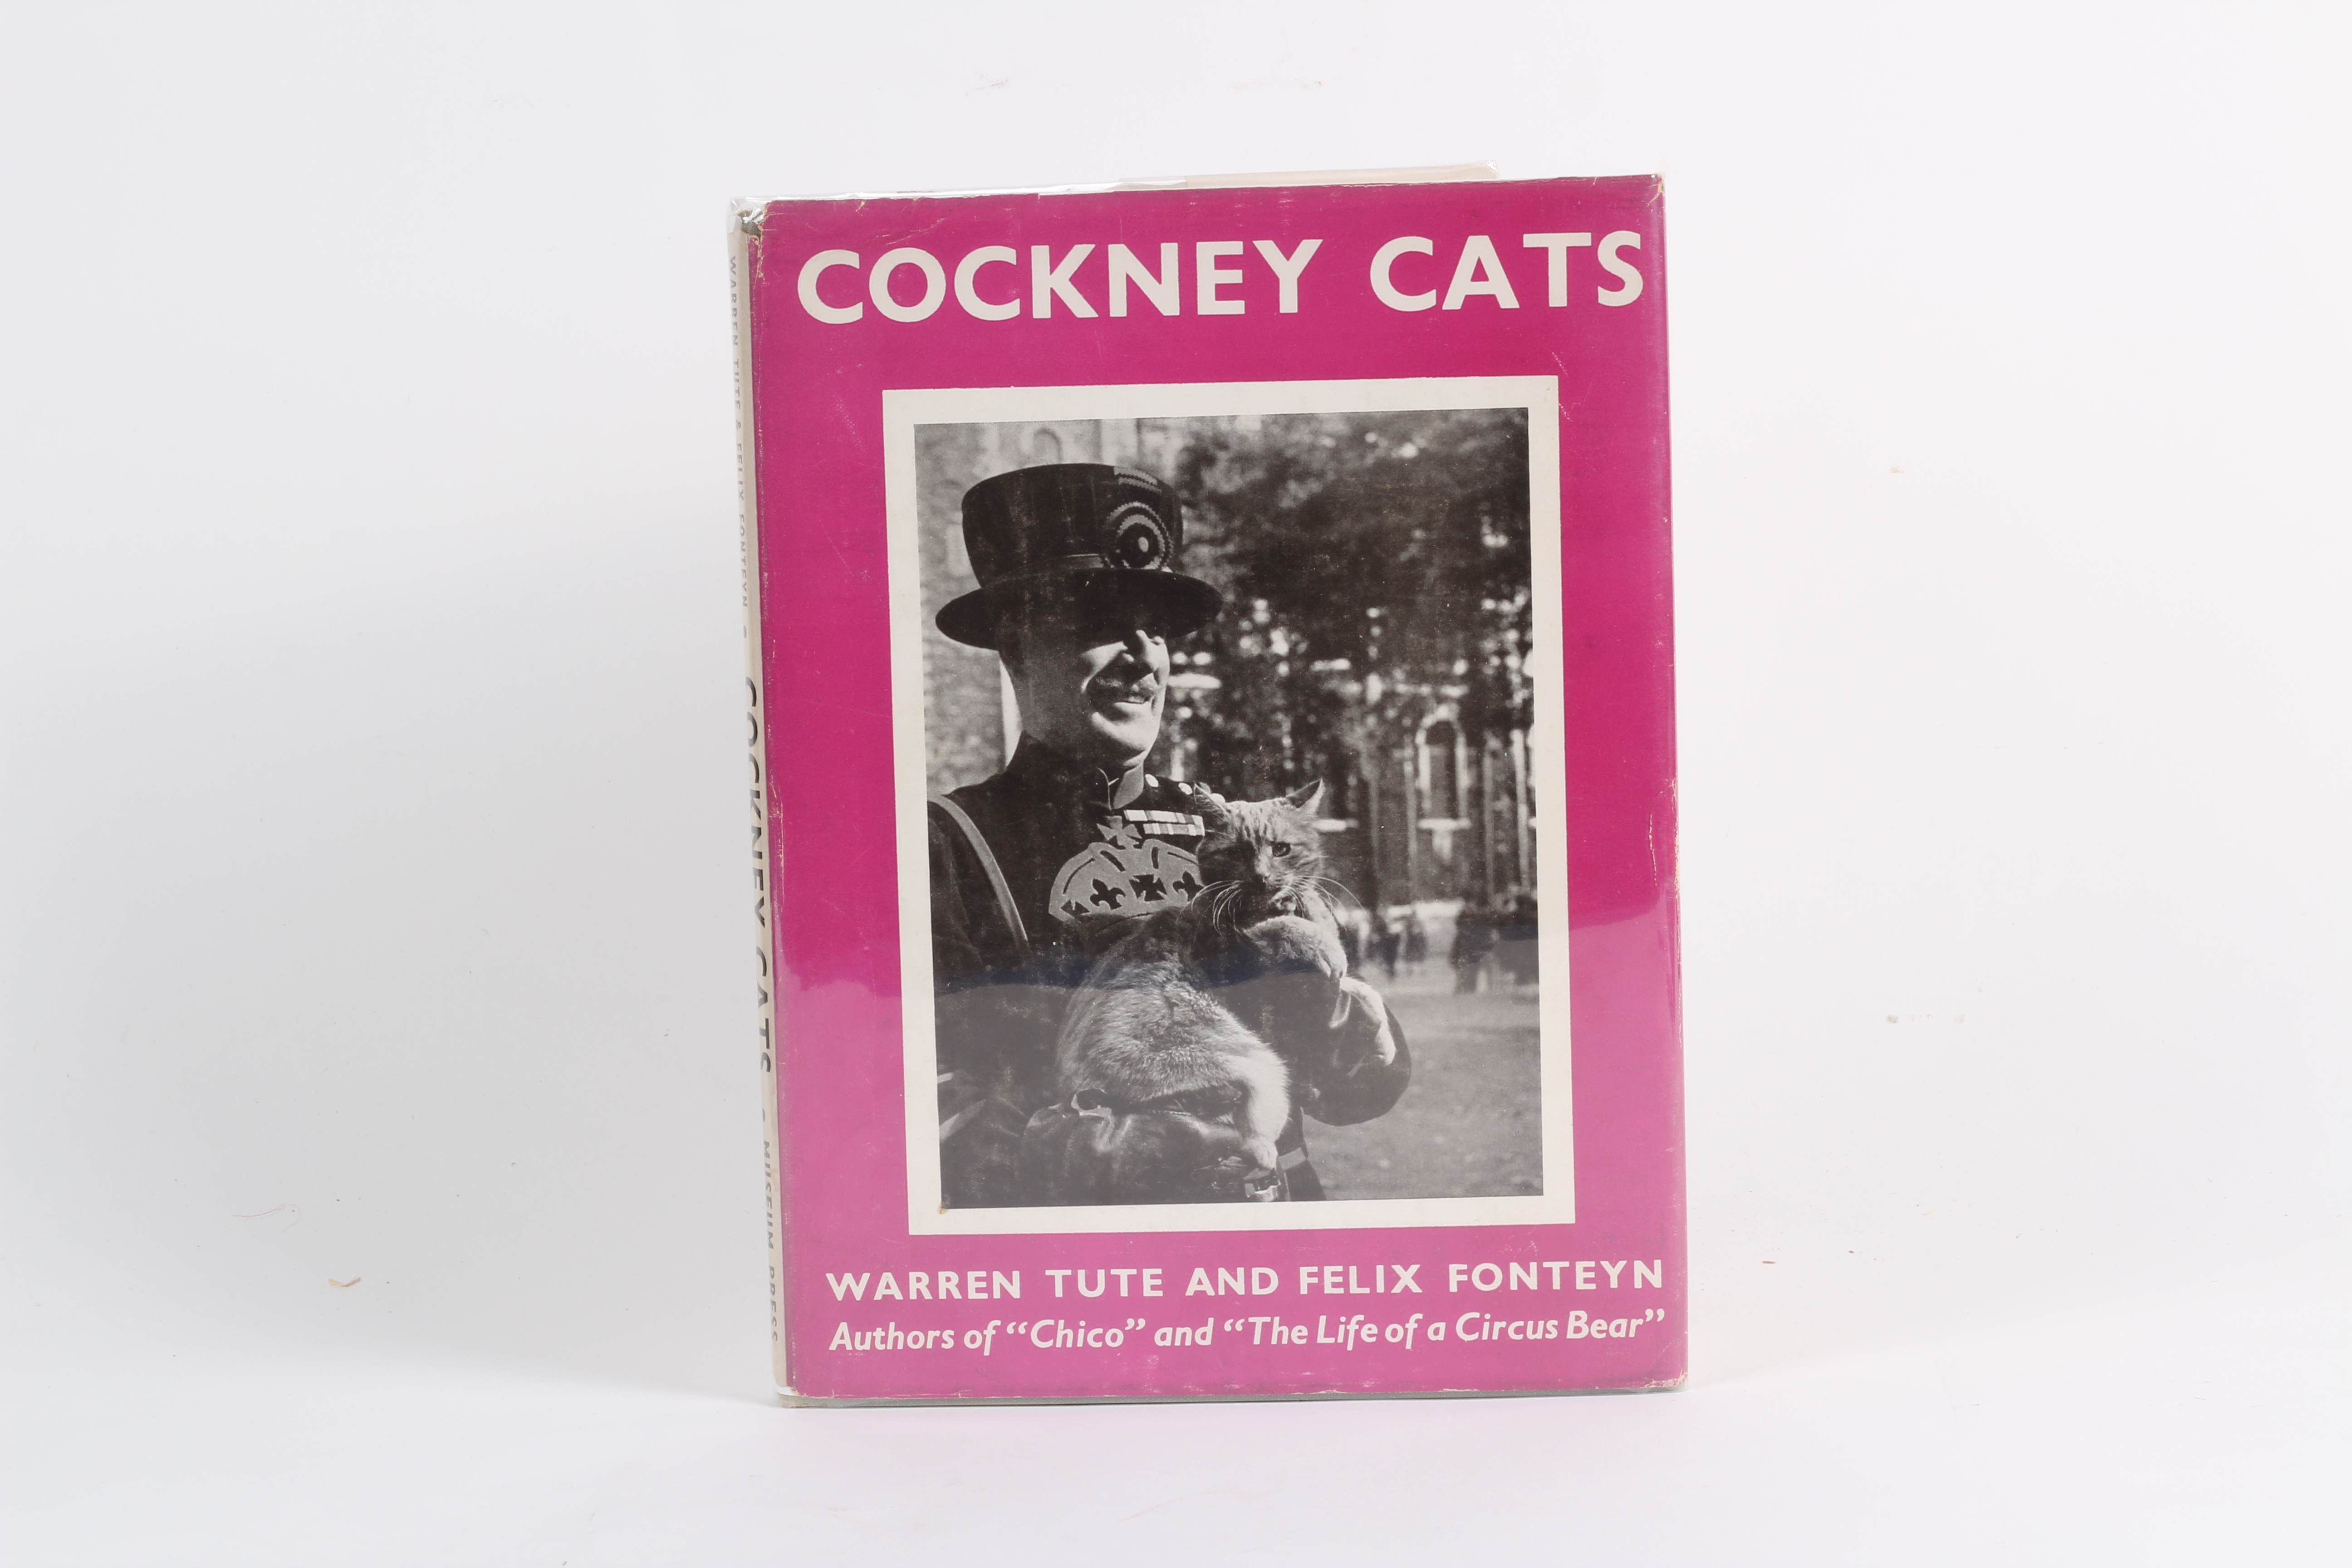 COCKNEY CATS
WARREN TUTE AND FELIX FONTEYN
Authors of “Chico” and “The Life of a Circus Bear”
WARREN TUTE & FELIX FONTEYN COCKNEY CATS MUSEUM PRESS